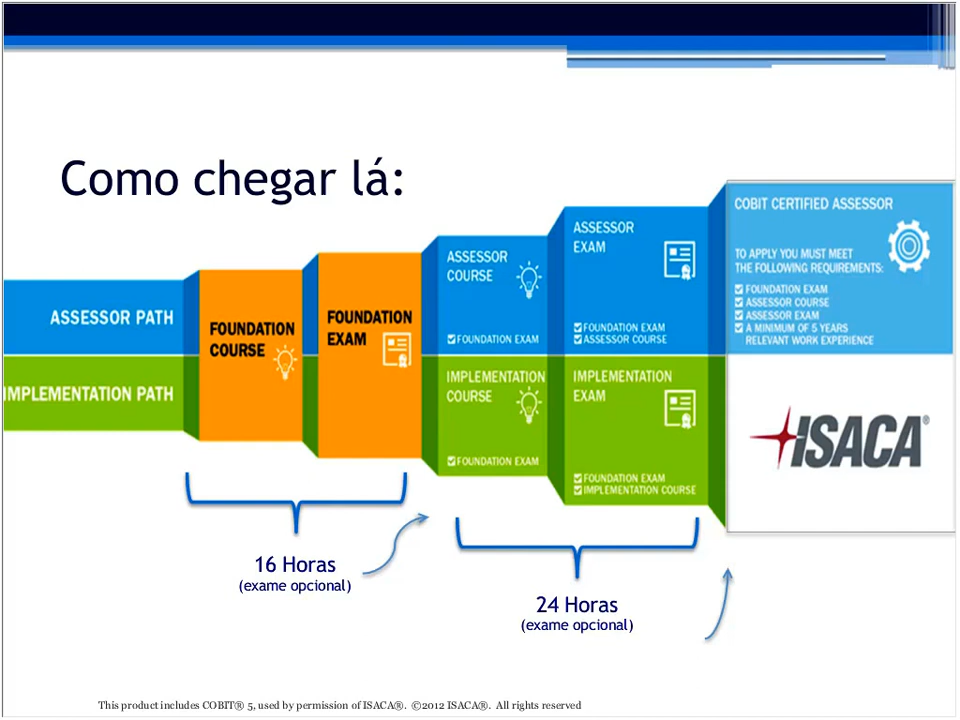 Como chegar lá:
ASSESSOR PATH
IMPLEMENTATION PATH
FOUNDATION
COURSE
FOUNDATION
EXAM
ASSESSOR
COURSE
FOUNDATION EXAM
IMPLEMENTATION
COURSE
FOUNDATION EXAM
ASSESSOR
EXAM
FOUNDATION EXAM
ASSESSOR COURSE
IMPLEMENTATION
EXAM
FOUNDATION EXAM
IMPLEMENTATION COURSE
COBIT CERTIFIED ASSESSOR
TO APPLY YOU MUST MEET
THE FOLLOWING REQUIREMENTS:
FOUNDATION EXAM
ASSESSOR COURSE
ASSESSOR EXAM
A MINIMUM OF 5 YEARS
RELEVANT WORK EXPERIENCE
ISACA®
16 Horas
(exame opcional)
24 Horas
(exame opcional)
This product includes COBIT® 5, used by permission of ISACA®. ©2012 ISACA®. All rights reserved